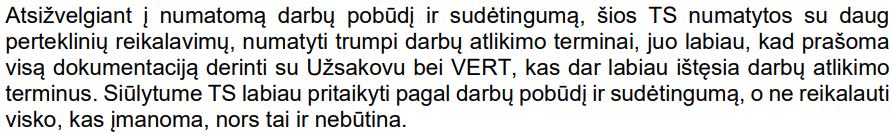 Atsižvelgiant į numatomą darbų pobūdį ir sudėtingumą, šios TS numatytos su daug
perteklinių reikalavimų, numatyti trumpi darbų atlikimo terminai, juo labiau, kad prašoma
visą dokumentaciją derinti su Užsakovu bei VERT, kas dar labiau ištęsia darbų atlikimo
terminus. Siūlytume TS labiau pritaikyti pagal darbų pobūdį ir sudėtingumą, o ne reikalauti
visko, kas įmanoma, nors tai ir nebūtina.